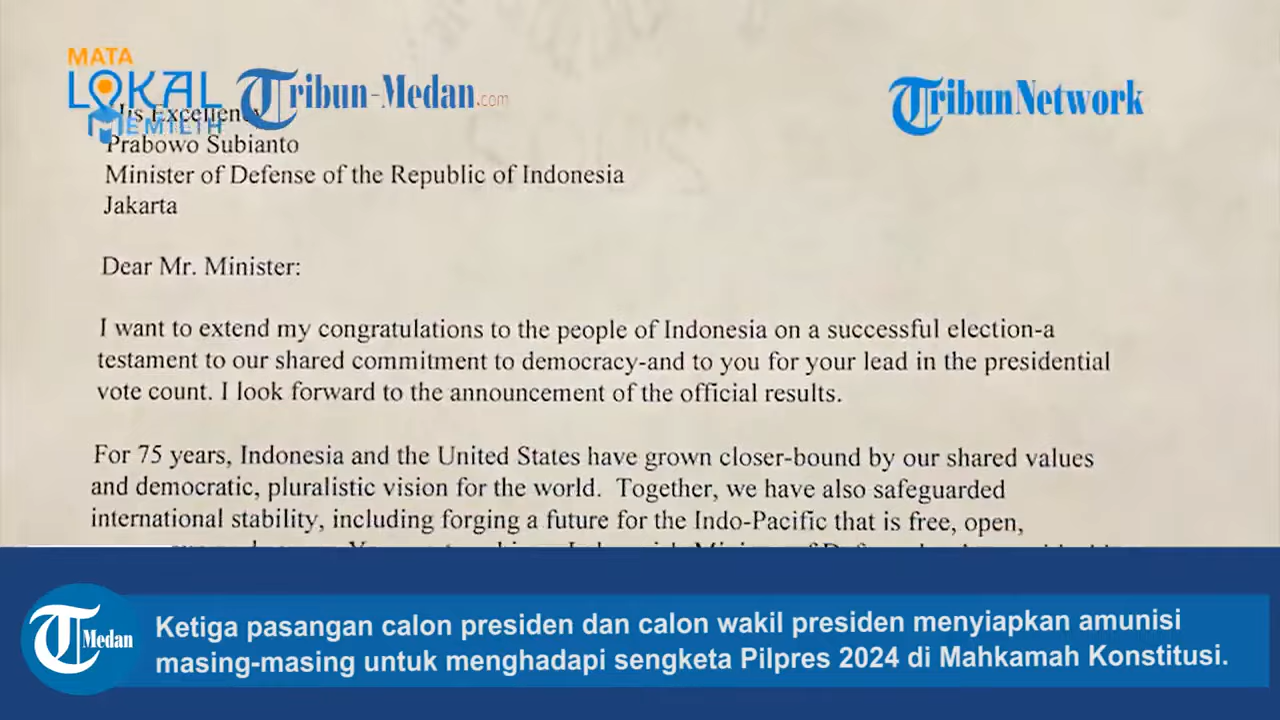 MATA
LOKAL
MEMILIH
Tribun-Medan.com
TribunNetwork
His Excellency
Prabowo Subianto
Minister of Defense of the Republic of Indonesia
Jakarta
Dear Mr. Minister:
I want to extend my congratulations to the people of Indonesia on a successful election-a
testament to our shared commitment to democracy-and to you for your lead in the presidential
vote count. I look forward to the announcement of the official results.
For 75 years, Indonesia and the United States have grown closer-bound by our shared values
and democratic, pluralistic vision for the world. Together, we have also safeguarded
international stability, including forging a future for the Indo-Pacific that is free, open,
T Medan
Ketiga pasangan calon presiden dan calon wakil presiden menyiapkan amunisi
masing-masing untuk menghadapi sengketa Pilpres 2024 di Mahkamah Konstitusi.